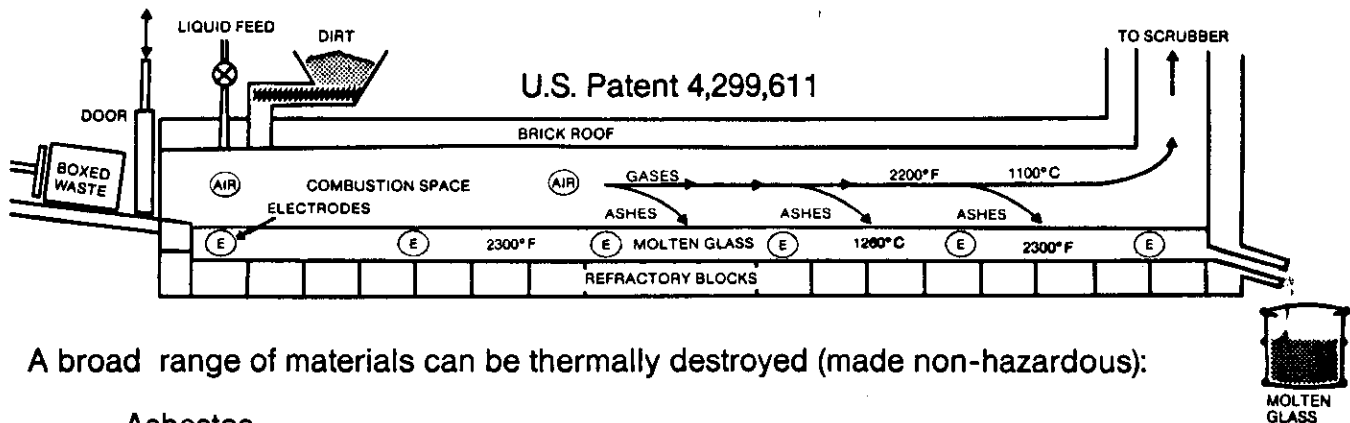 LIQUID FEED
DIRT
TO SCRUBBER
U.S. Patent 4,299,611
DOOR
BRICK ROOF
BOXED
WASTE
AIR
COMBUSTION SPACE
AIR
GASES
2200°F
1100°C
ELECTRODES
ASHES
ASHES
ASHES
E
E
2300°F
E
MOLTEN GLASS
E
1260°C
E
2300°F
E
REFRACTORY BLOCKS
A broad range of materials can be thermally destroyed (made non-hazardous):
MOLTEN
GLASS
Asbestos